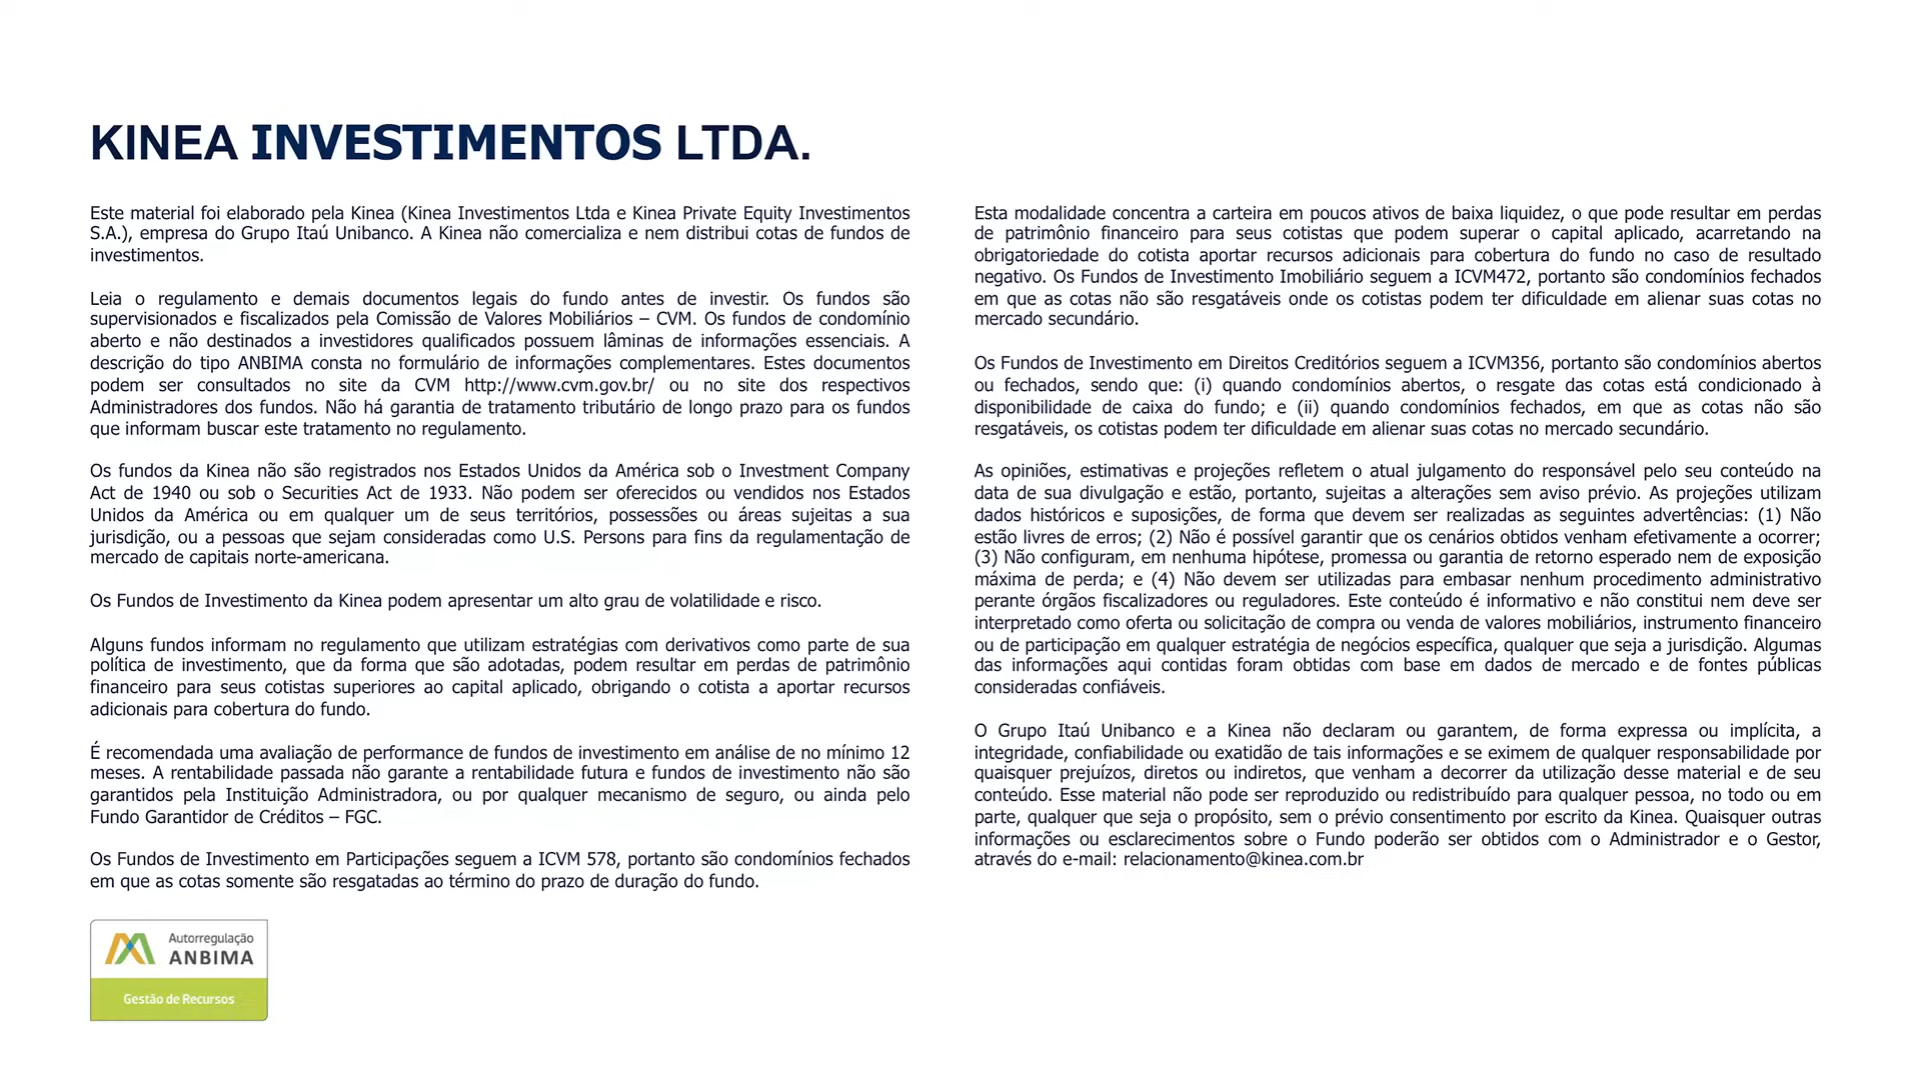 KINEA INVESTIMENTOS LTDA.
Este material foi elaborado pela Kinea (Kinea Investimentos Ltda e Kinea Private Equity Investimentos
S.A.), empresa do Grupo Itaú Unibanco. A Kinea não comercializa e nem distribui cotas de fundos de
investimentos.
Leia o regulamento e demais documentos legais do fundo antes de investir. Os fundos são
supervisionados e fiscalizados pela Comissão de Valores Mobiliários – CVM. Os fundos de condomínio
aberto e não destinados a investidores qualificados possuem lâminas de informações essenciais. A
descrição do tipo ANBIMA consta no formulário de informações complementares. Estes documentos
podem ser consultados no site da CVM http://www.cvm.gov.br/ ou no site dos respectivos
Administradores dos fundos. Não há garantia de tratamento tributário de longo prazo para os fundos
que informam buscar este tratamento no regulamento.
Os fundos da Kinea não são registrados nos Estados Unidos da América sob o Investment Company
Act de 1940 ou sob o Securities Act de 1933. Não podem ser oferecidos ou vendidos nos Estados
Unidos da América ou em qualquer um de seus territórios, possessões ou áreas sujeitas a sua
jurisdição, ou a pessoas que sejam consideradas como U.S. Persons para fins da regulamentação de
mercado de capitais norte-americana.
Os Fundos de Investimento da Kinea podem apresentar um alto grau de volatilidade e risco.
Alguns fundos informam no regulamento que utilizam estratégias com derivativos como parte de sua
política de investimento, que da forma que são adotadas, podem resultar em perdas de patrimônio
financeiro para seus cotistas superiores ao capital aplicado, obrigando o cotista a aportar recursos
adicionais para cobertura do fundo.
É recomendada uma avaliação de performance de fundos de investimento em análise de no mínimo 12
meses. A rentabilidade passada não garante a rentabilidade futura e fundos de investimento não são
garantidos pela Instituição Administradora, ou por qualquer mecanismo de seguro, ou ainda pelo
Fundo Garantidor de Créditos – FGC.
Os Fundos de Investimento em Participações seguem a ICVM 578, portanto são condomínios fechados
em que as cotas somente são resgatadas ao término do prazo de duração do fundo.
Esta modalidade concentra a carteira em poucos ativos de baixa liquidez, o que pode resultar em perdas
de patrimônio financeiro para seus cotistas que podem superar o capital aplicado, acarretando na
obrigatoriedade do cotista aportar recursos adicionais para cobertura do fundo no caso de resultado
negativo. Os Fundos de Investimento Imobiliário seguem a ICVM472, portanto são condomínios fechados
em que as cotas não são resgatáveis onde os cotistas podem ter dificuldade em alienar suas cotas no
mercado secundário.
Os Fundos de Investimento em Direitos Creditórios seguem a ICVM356, portanto são condomínios abertos
ou fechados, sendo que: (i) quando condomínios abertos, o resgate das cotas está condicionado à
disponibilidade de caixa do fundo; e (ii) quando condomínios fechados, em que as cotas não são
resgatáveis, os cotistas podem ter dificuldade em alienar suas cotas no mercado secundário.
As opiniões, estimativas e projeções refletem o atual julgamento do responsável pelo seu conteúdo na
data de sua divulgação e estão, portanto, sujeitas a alterações sem aviso prévio. As projeções utilizam
dados históricos e suposições, de forma que devem ser realizadas as seguintes advertências: (1) Não
estão livres de erros; (2) Não é possível garantir que os cenários obtidos venham efetivamente a ocorrer;
(3) Não configuram, em nenhuma hipótese, promessa ou garantia de retorno esperado nem de exposição
máxima de perda; e (4) Não devem ser utilizadas para embasar nenhum procedimento administrativo
perante órgãos fiscalizadores ou reguladores. Este conteúdo é informativo e não constitui nem deve ser
interpretado como oferta ou solicitação de compra ou venda de valores mobiliários, instrumento financeiro
ou de participação em qualquer estratégia de negócios específica, qualquer que seja a jurisdição. Algumas
das informações aqui contidas foram obtidas com base em dados de mercado e de fontes públicas
consideradas confiáveis.
O Grupo Itaú Unibanco e a Kinea não declaram ou garantem, de forma expressa ou implícita, a
integridade, confiabilidade ou exatidão de tais informações e se eximem de qualquer responsabilidade por
quaisquer prejuízos, diretos ou indiretos, que venham a decorrer da utilização desse material e de seu
conteúdo. Esse material não pode ser reproduzido ou redistribuído para qualquer pessoa, no todo ou em
parte, qualquer que seja o propósito, sem o prévio consentimento por escrito da Kinea. Quaisquer outras
informações ou esclarecimentos sobre o Fundo poderão ser obtidos com o Administrador e o Gestor,
através do e-mail: relacionamento@kinea.com.br
Autorregulação
ANBIMA
Gestão de Recursos